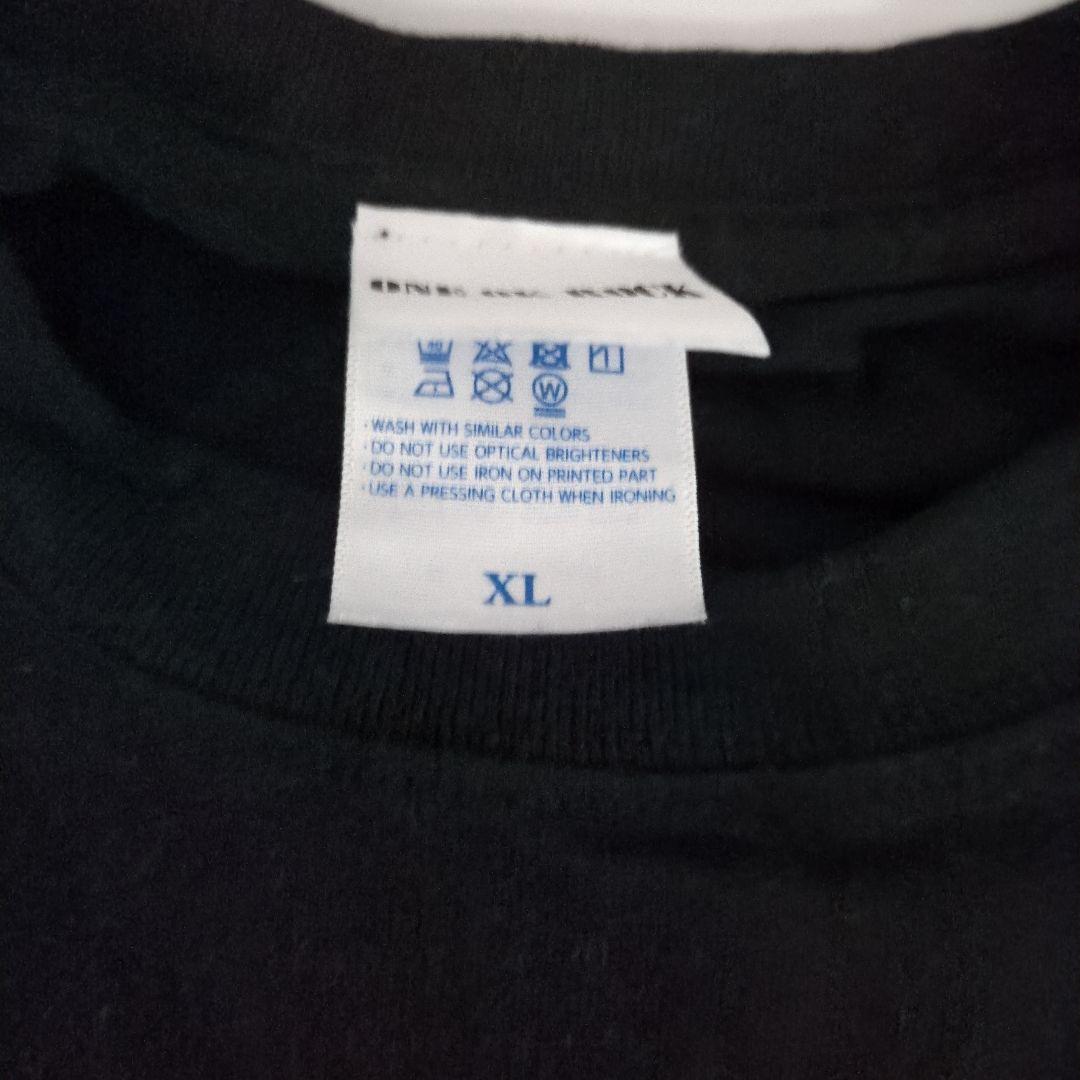 40
W
·WASH WITH SIMILAR COLORS
·DO NOT USE OPTICAL BRIGHTENERS
·DO NOT USE IRON ON PRINTED PART
·USE A PRESSING CLOTH WHEN IRONING
XL